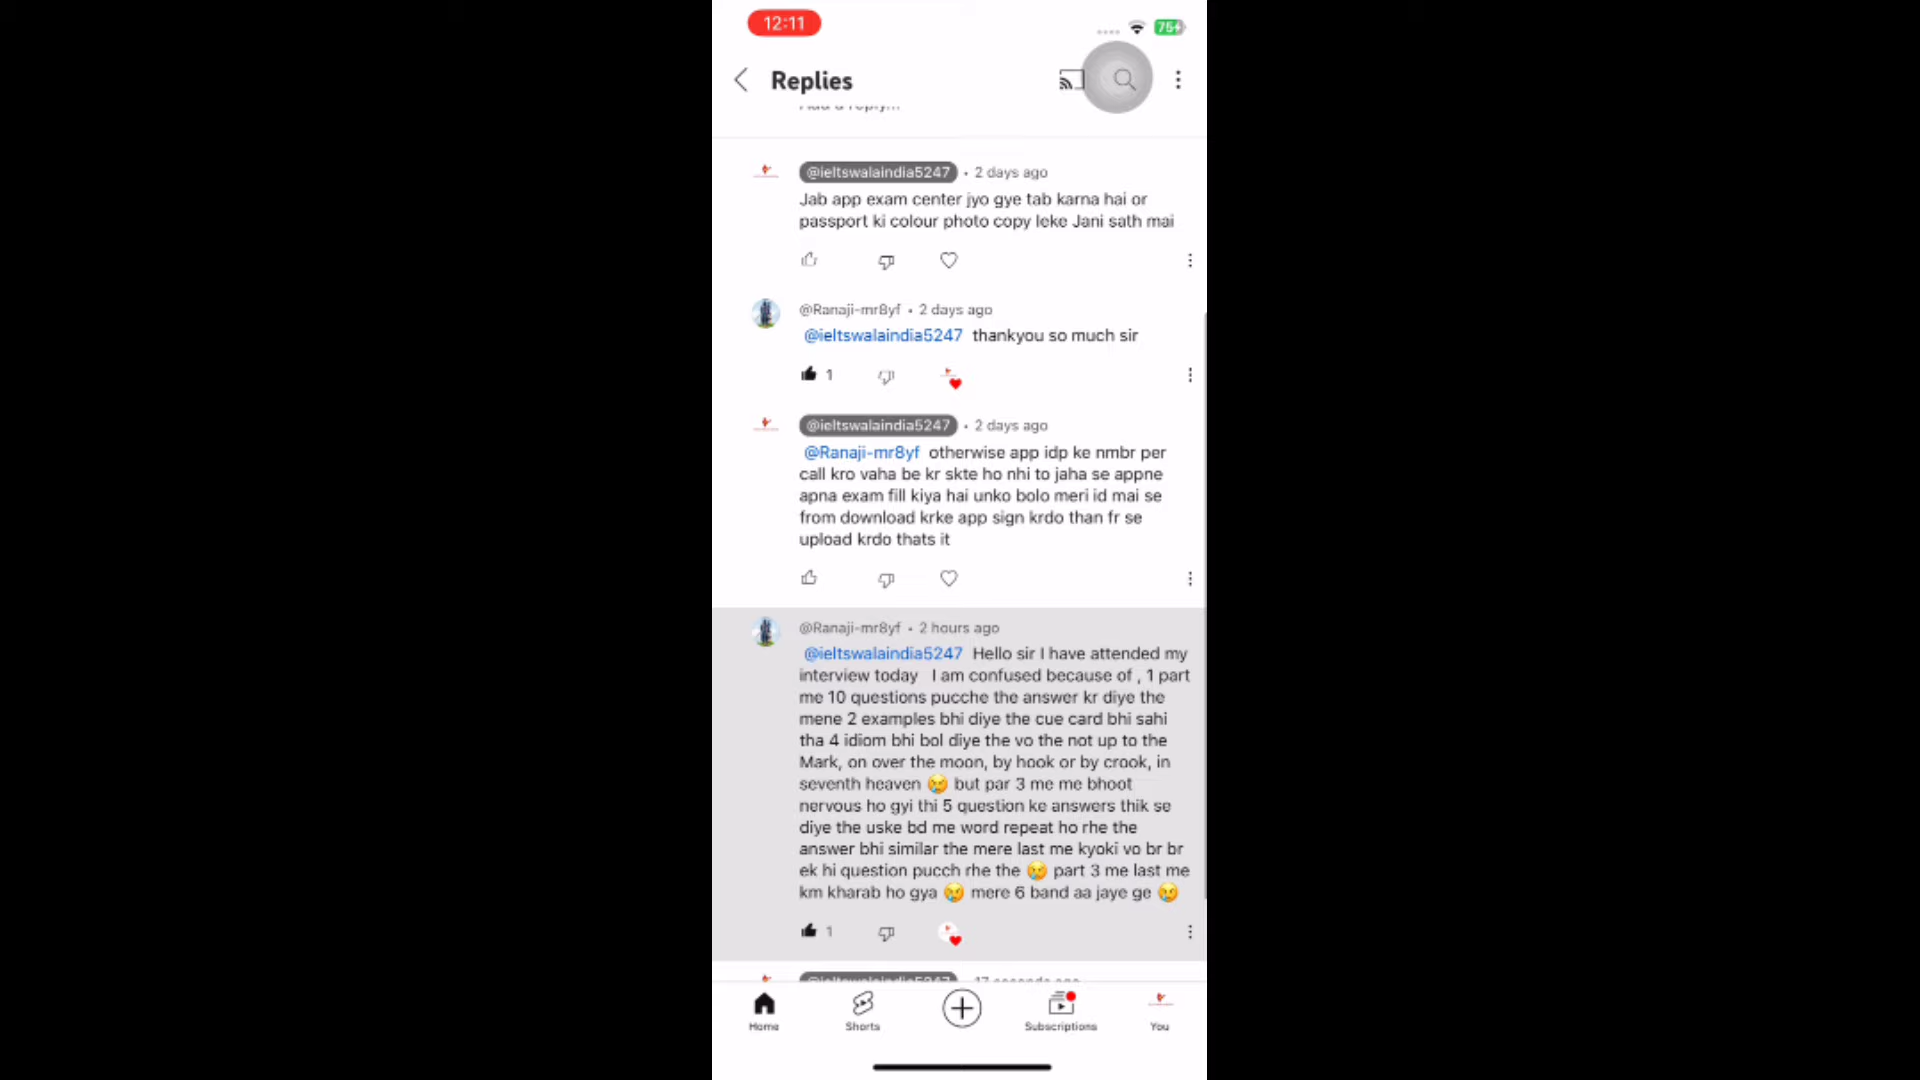 12:11
75
Replies
Add a reply...
@ieltswalaindia5247 • 2 days ago
Jab app exam center jyo gye tab karna hai or
passport ki colour photo copy leke Jani sath mai
@Ranaji-mr8yf • 2 days ago
@ieltswalaindia5247 thankyou so much sir
1
@ieltswalaindia5247 • 2 days ago
@Ranaji-mr8yf otherwise app idp ke nmbr per
call kro vaha be kr skte ho nhi to jaha se appne
apna exam fill kiya hai unko bolo meri id mai se
from download krke app sign krdo than fr se
upload krdo thats it
@Ranaji-mr8yf • 2 hours ago
@ieltswalaindia5247 Hello sir I have attended my
interview today I am confused because of , 1 part
me 10 questions pucche the answer kr diye the
mene 2 examples bhi diye the cue card bhi sahi
tha 4 idiom bhi bol diye the vo the not up to the
Mark, on over the moon, by hook or by crook, in
seventh heaven 😢 but par 3 me me bhoot
nervous ho gyi thi 5 question ke answers thik se
diye the uske bd me word repeat ho rhe the
answer bhi similar the mere last me kyoki vo br br
ek hi question pucch rhe the 😢 part 3 me last me
km kharab ho gya 😢 mere 6 band aa jaye ge 😢
1
@ieltswalaindia5247 17 seconds ago
Home Shorts Subscriptions You